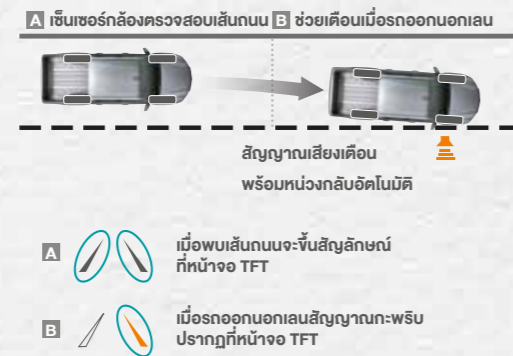 A เซ็นเซอร์กล้องตรวจสอบเส้นถนน B ช่วยเตือนเมื่อรถออกนอกเลน
สัญญาณเสียงเตือน
พร้อมหน่วงกลับอัตโนมัติ
A เมื่อพบเส้นถนนจะขึ้นสัญลักษณ์
ที่หน้าจอ TFT
B เมื่อรถออกนอกเลนสัญญาณกะพริบ
ปรากฏที่หน้าจอ TFT